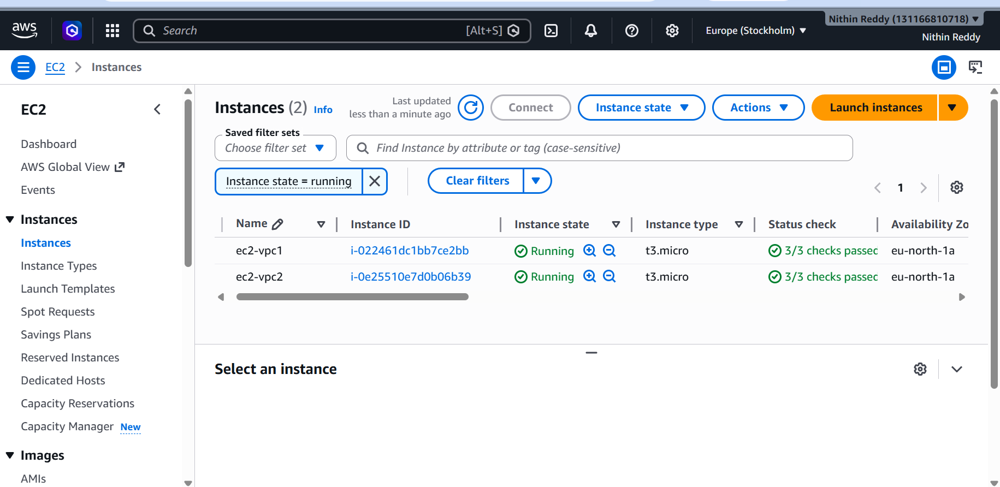 aws
Search [Alt+S]
Europe (Stockholm)
Nithin Reddy (131166810718)
Nithin Reddy
EC2 Instances
EC2
Dashboard
AWS Global View
Events
Instances
Instances
Instance Types
Launch Templates
Spot Requests
Savings Plans
Reserved Instances
Dedicated Hosts
Capacity Reservations
Capacity Manager New
Images
AMIs
Instances (2) Info
Last updated
less than a minute ago
Connect
Instance state
Actions
Launch instances
Saved filter sets
Choose filter set
Find Instance by attribute or tag (case-sensitive)
Instance state = running
Clear filters
1
Name Instance ID Instance state Instance type Status check Availability Zo
ec2-vpc1 i-022461dc1bb7ce2bb Running t3.micro 3/3 checks passed eu-north-1a
ec2-vpc2 i-0e25510e7d0b06b39 Running t3.micro 3/3 checks passed eu-north-1a
Select an instance